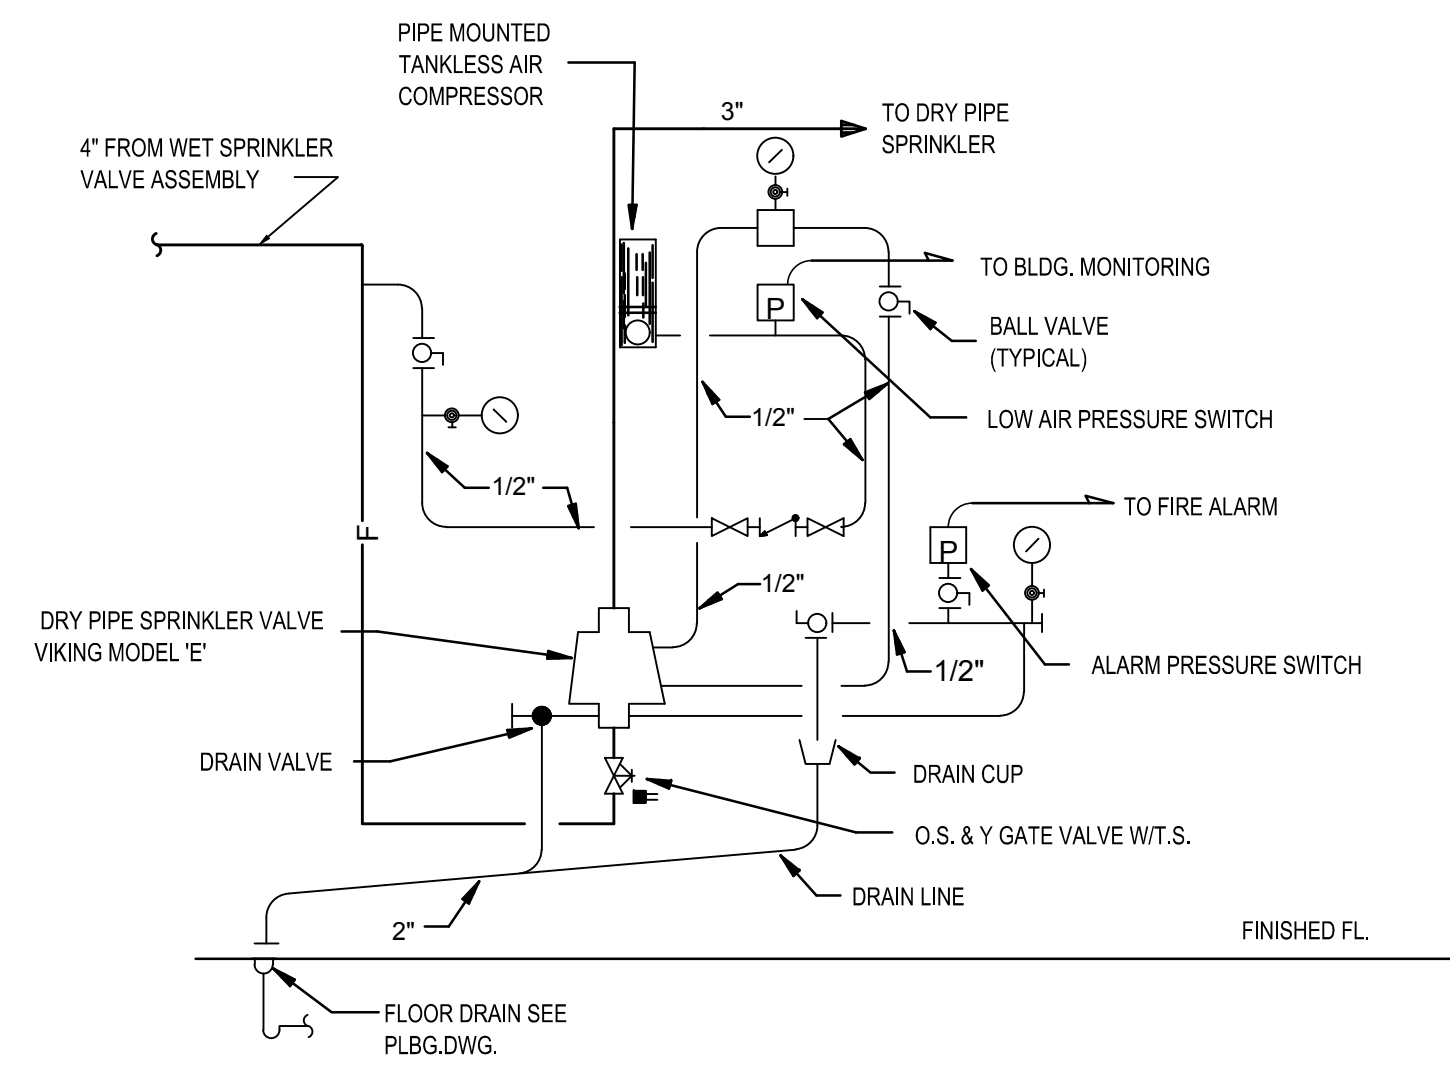 PIPE MOUNTED
TANKLESS AIR
COMPRESSOR
3"
TO DRY PIPE
SPRINKLER
4" FROM WET SPRINKLER
VALVE ASSEMBLY
TO BLDG. MONITORING
P
BALL VALVE
(TYPICAL)
1/2"
LOW AIR PRESSURE SWITCH
1/2"
TO FIRE ALARM
F
P
1/2"
DRY PIPE SPRINKLER VALVE
VIKING MODEL 'E'
1/2"
ALARM PRESSURE SWITCH
DRAIN VALVE
DRAIN CUP
O.S. & Y GATE VALVE W/T.S.
DRAIN LINE
2"
FINISHED FL.
FLOOR DRAIN SEE
PLBG.DWG.